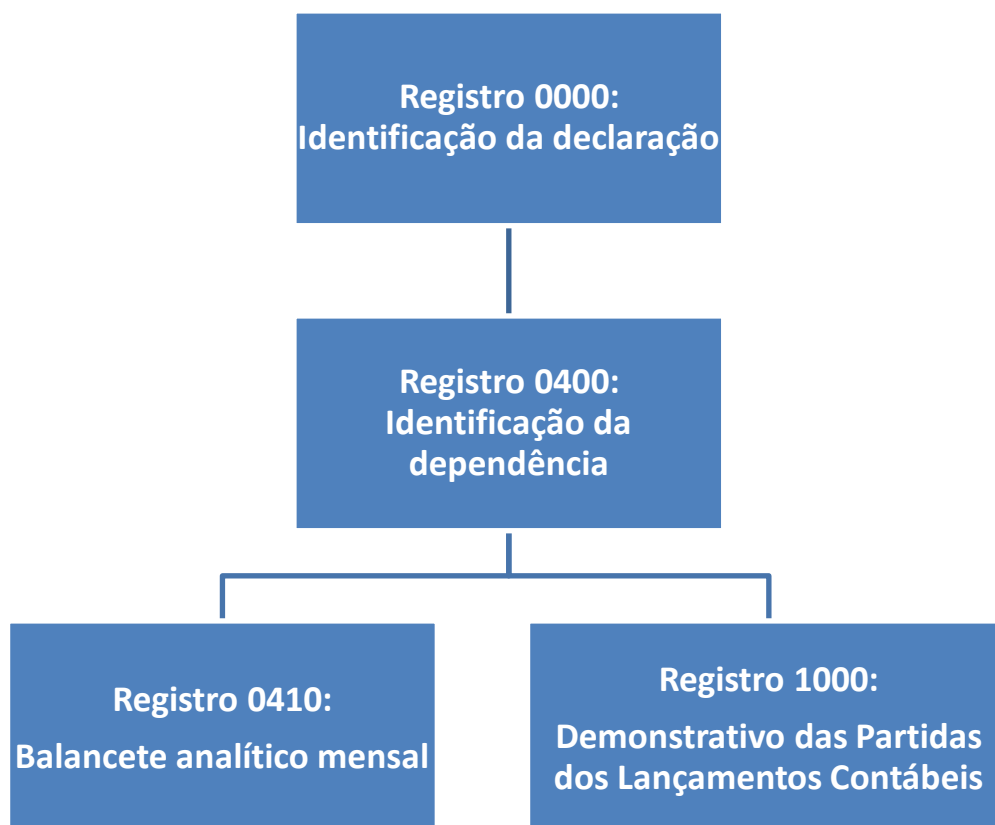 Registro 0000:
Identificação da declaração
Registro 0400:
Identificação da
dependência
Registro 0410:
Balancete analítico mensal
Registro 1000:
Demonstrativo das Partidas
dos Lançamentos Contábeis